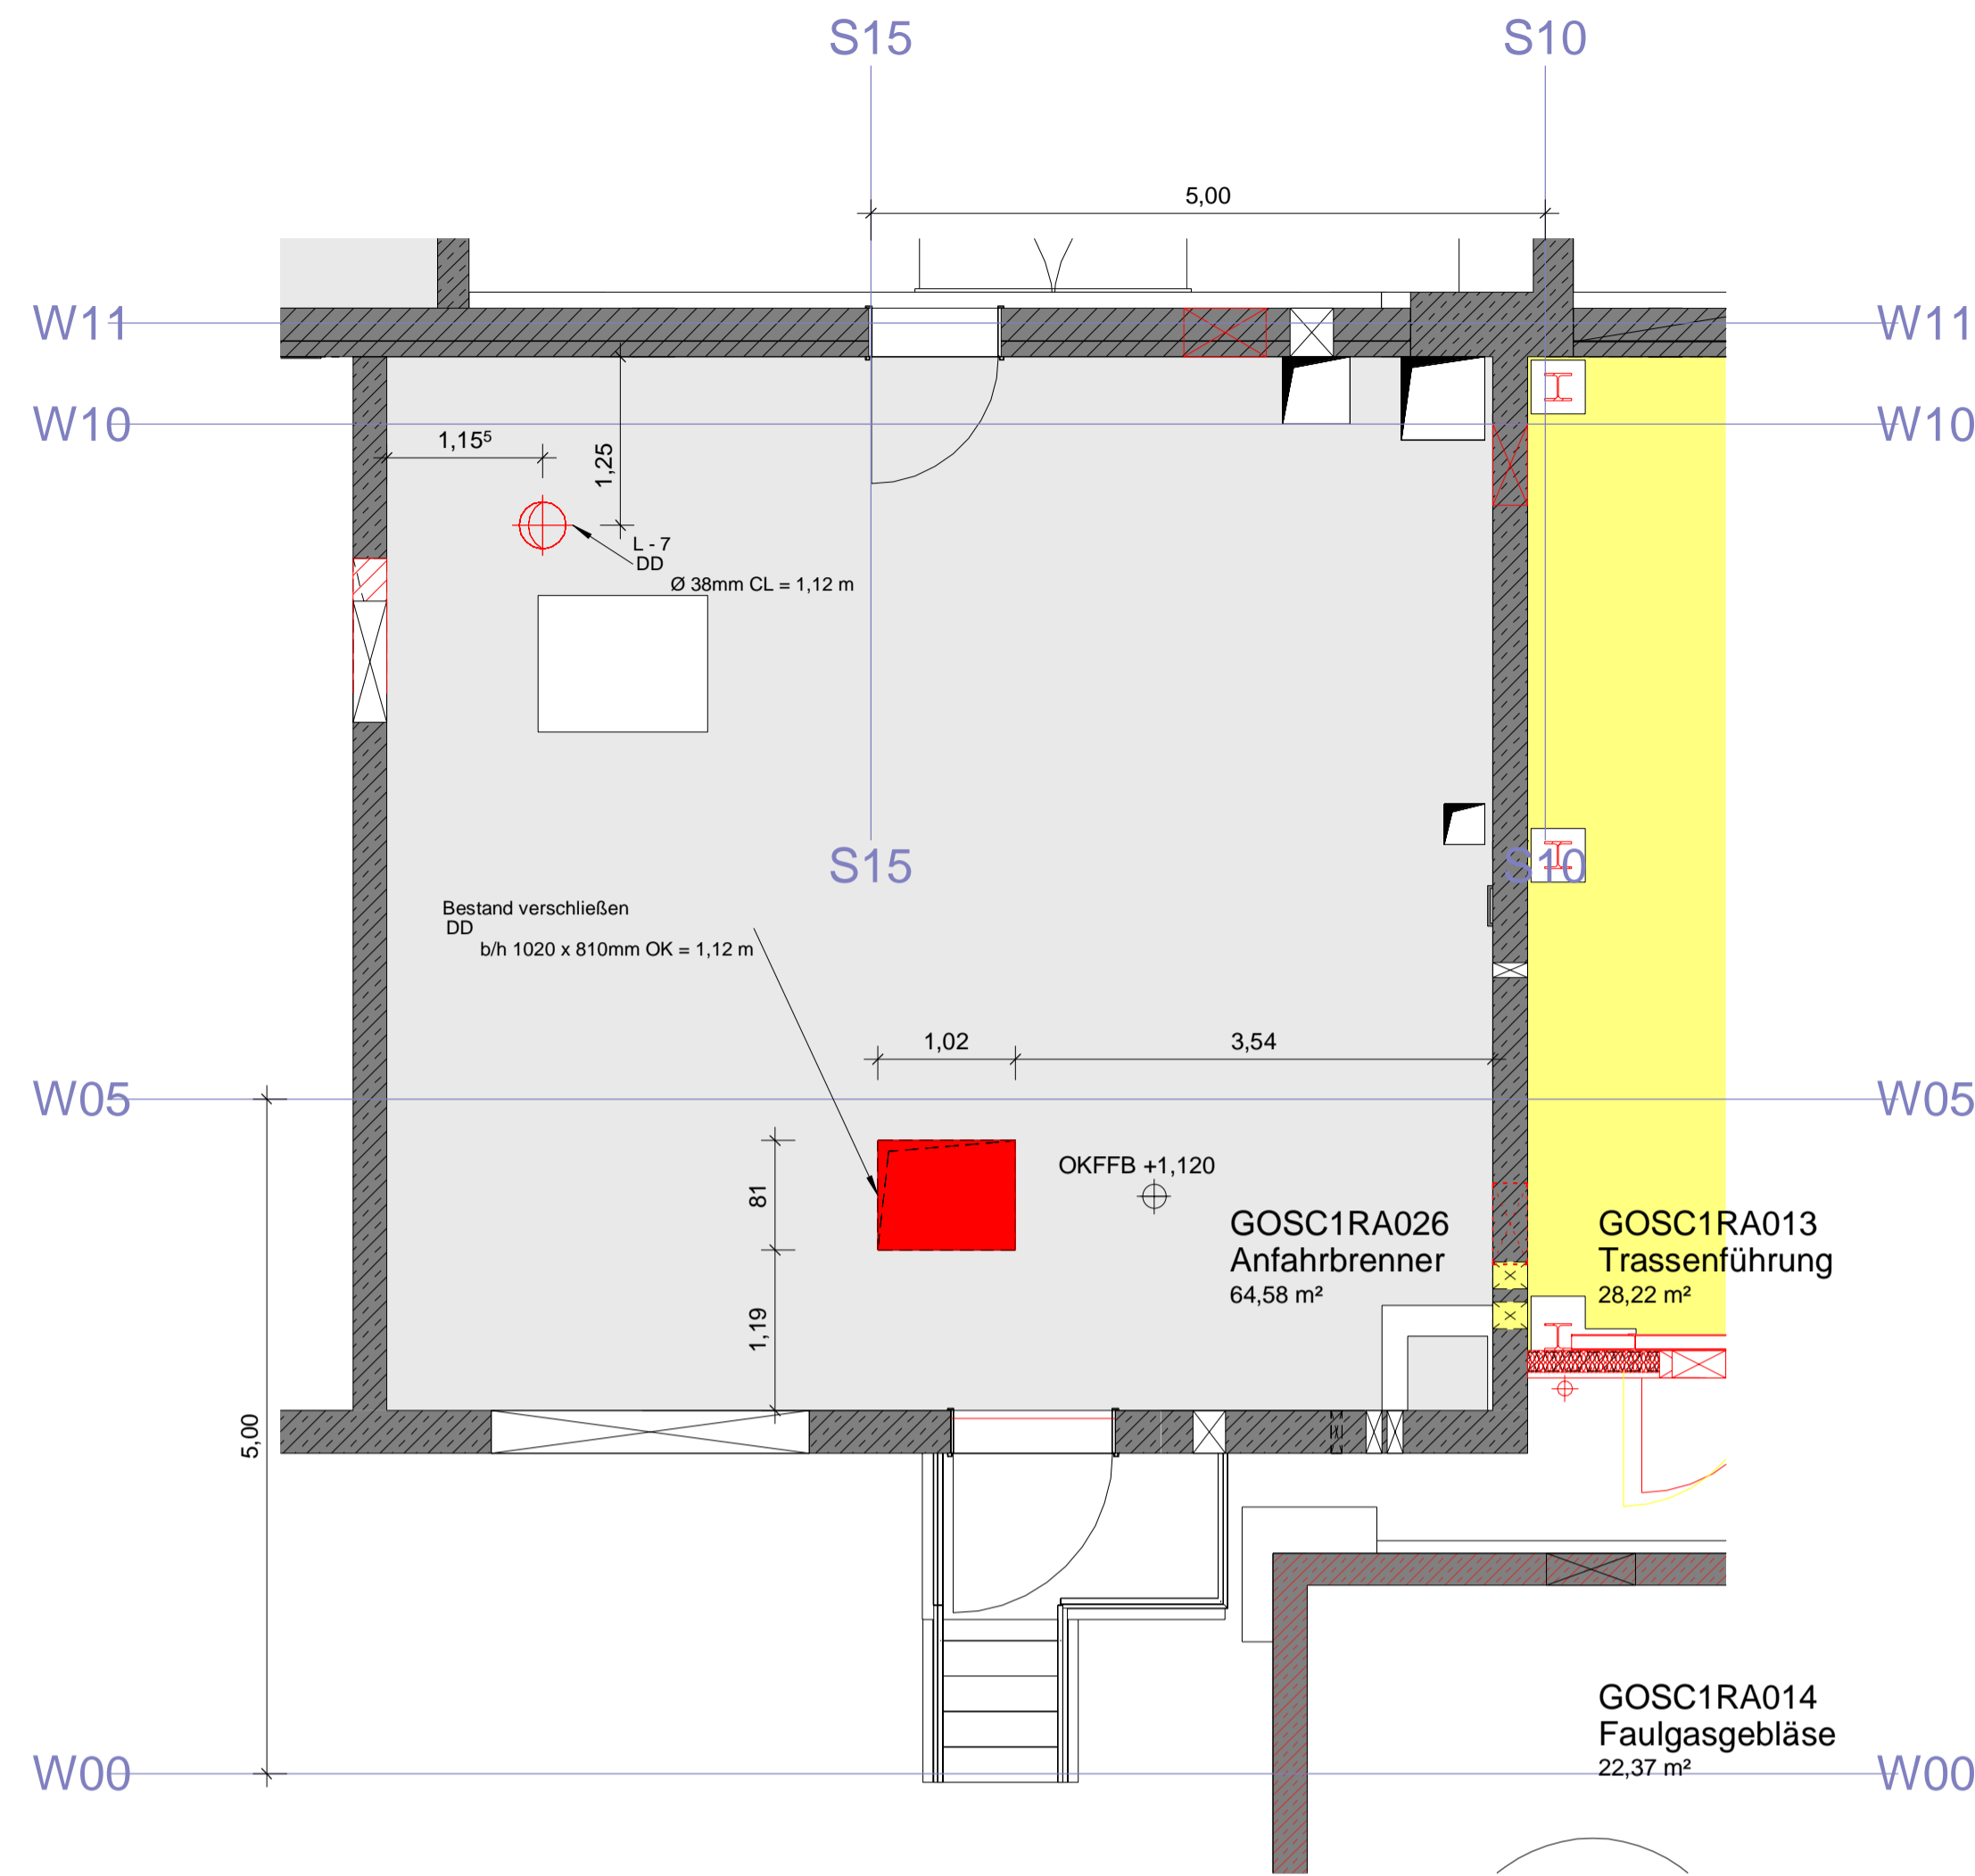 S15
S10
5,00
W11
W11
W10
W10
1,15⁵
1,25
L - 7
DD
Ø 38mm CL = 1,12 m
S15
S10
Bestand verschließen
DD
b/h 1020 x 810mm OK = 1,12 m
1,02
3,54
W05
W05
81
OKFFB +1,120
GOSC1RA026
Anfahrbrenner
64,58 m²
GOSC1RA013
Trassenführung
28,22 m²
1,19
5,00
GOSC1RA014
Faulgasgebläse
22,37 m²
W00
W00